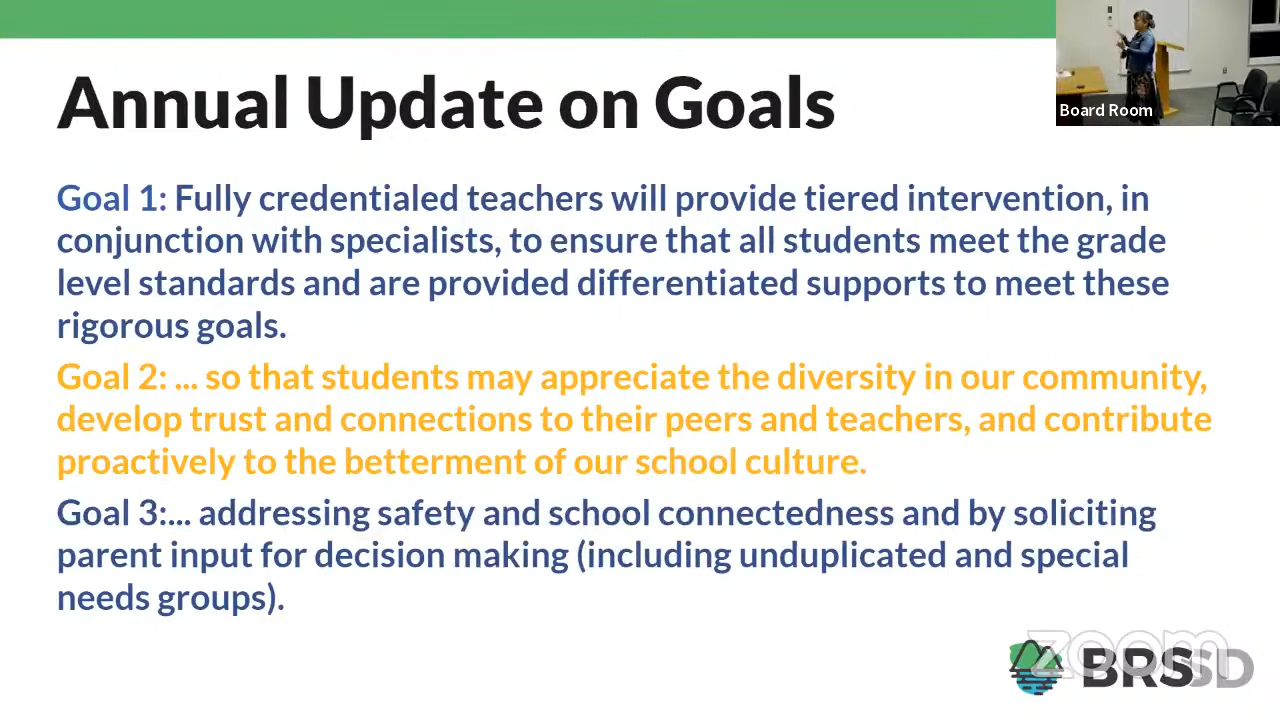 Annual Update on Goals
Board Room
Goal 1: Fully credentialed teachers will provide tiered intervention, in
conjunction with specialists, to ensure that all students meet the grade
level standards and are provided differentiated supports to meet these
rigorous goals.
Goal 2: ... so that students may appreciate the diversity in our community,
develop trust and connections to their peers and teachers, and contribute
proactively to the betterment of our school culture.
Goal 3:... addressing safety and school connectedness and by soliciting
parent input for decision making (including unduplicated and special
needs groups).
zoom
BRSSD